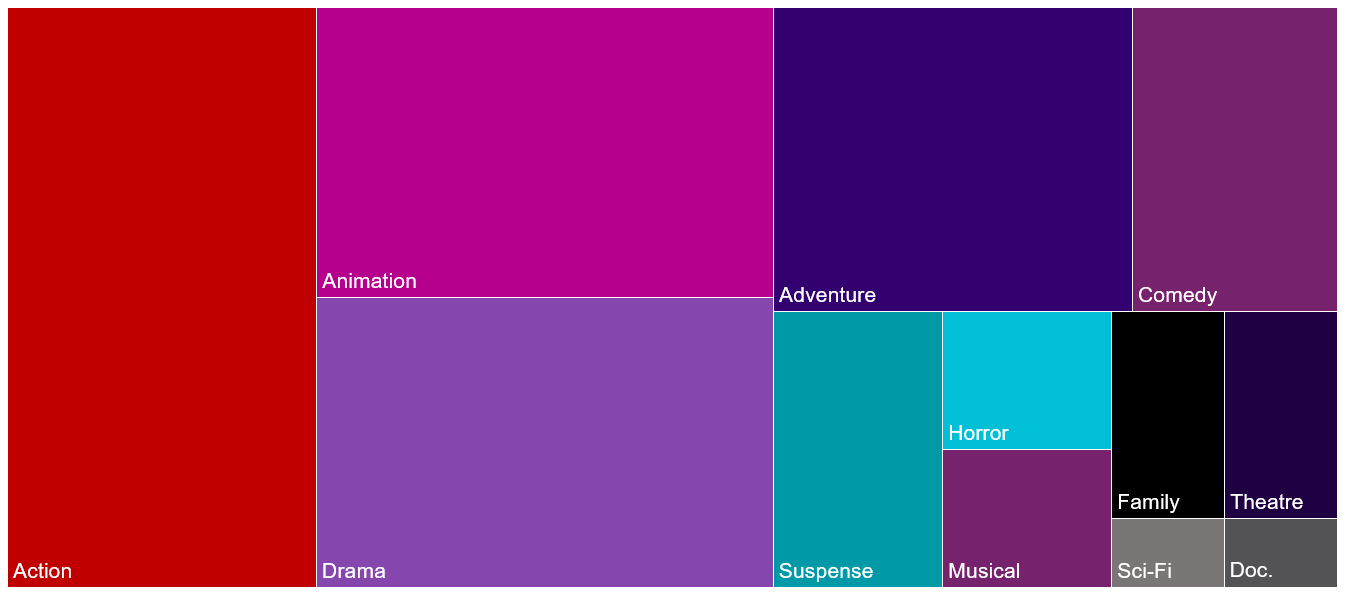 Action
Animation
Drama
Adventure
Comedy
Suspense
Horror
Musical
Family
Theatre
Sci-Fi
Doc.